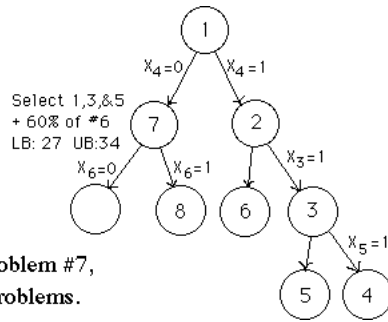 1
X4=0 X4=1
Select 1,3,&5
+ 60% of #6
LB: 27 UB:34
7 2
X6=0 X6=1 X3=1
8 6 3
oblem #7,
X5=1
roblems.
5 4